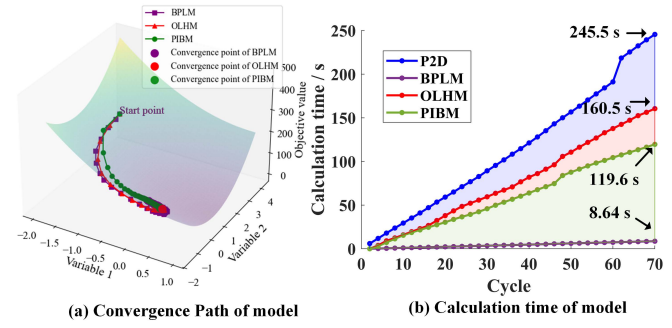 BPLM
OLHM
PIBM
Convergence point of BPLM
Convergence point of OLHM
Convergence point of PIBM
Start point
500
400
300
200
100
0
Objective value
−2.0
−1.5
−1.0
−0.5
0.0
0.5
1.0
Variable 1
−2
−1
0
1
2
3
4
Variable 2
(a) Convergence Path of model
250
200
150
100
50
0
Calculation time / s
P2D
BPLM
OLHM
PIBM
245.5 s
160.5 s
119.6 s
8.64 s
0 10 20 30 40 50 60 70
Cycle
(b) Calculation time of model